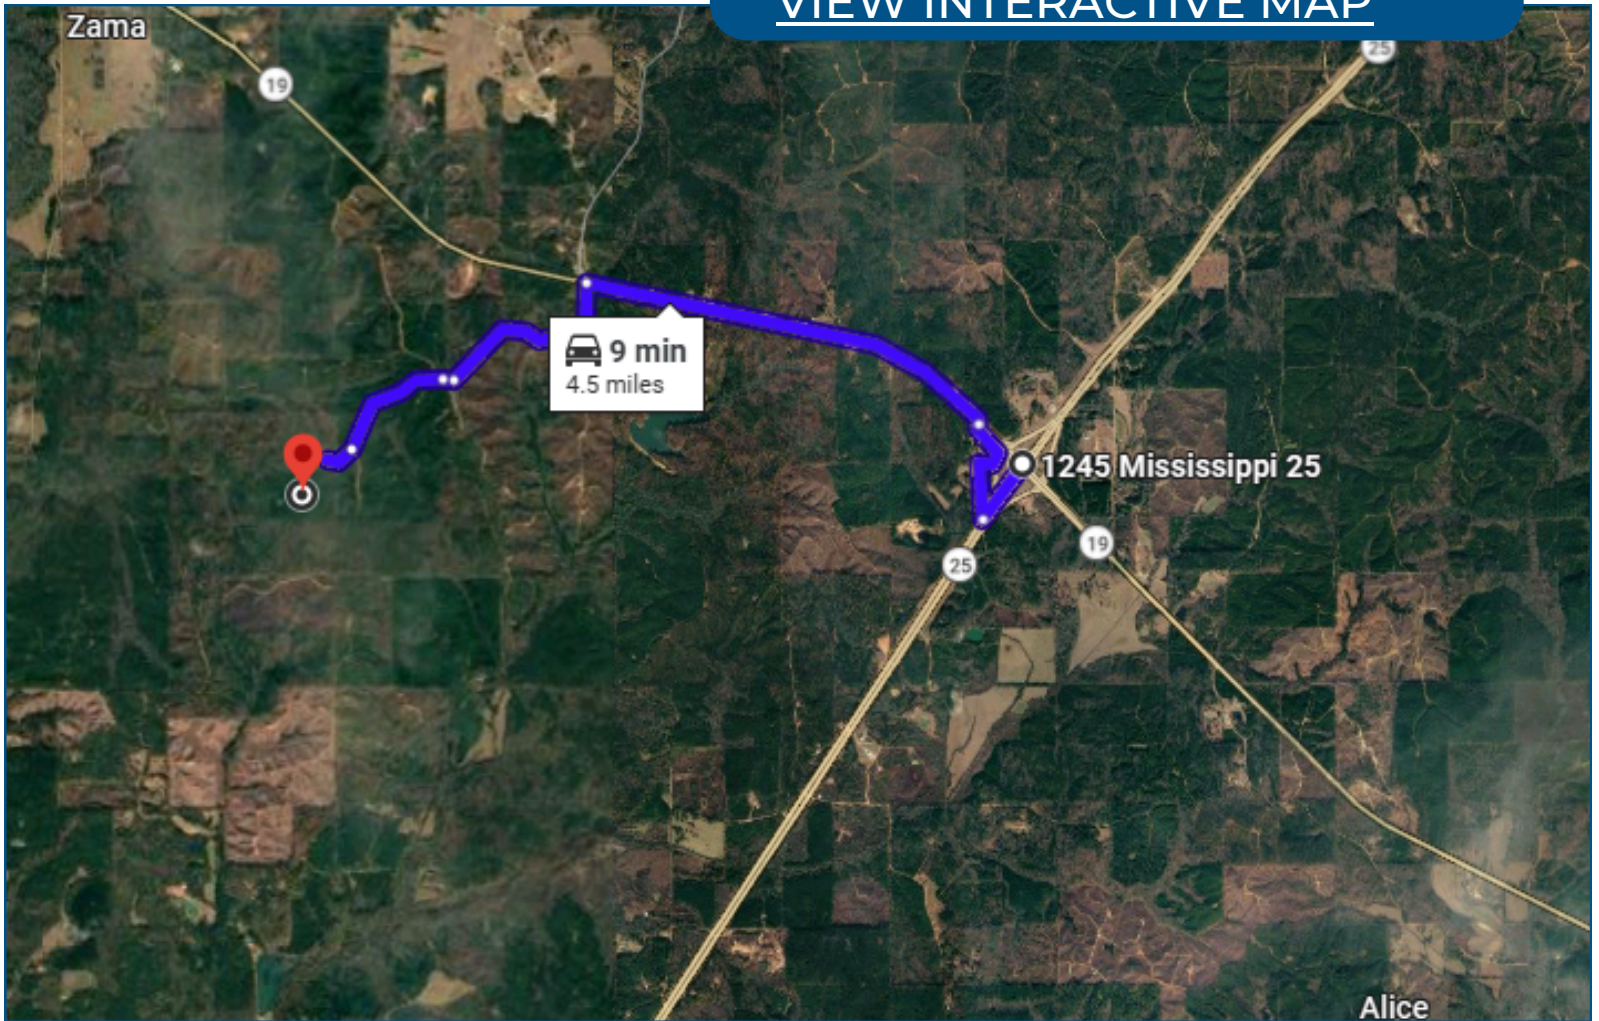 VIEW INTERACTIVE MAP
Zama
25
19
9 min
4.5 miles
1245 Mississippi 25
19
25
Alice